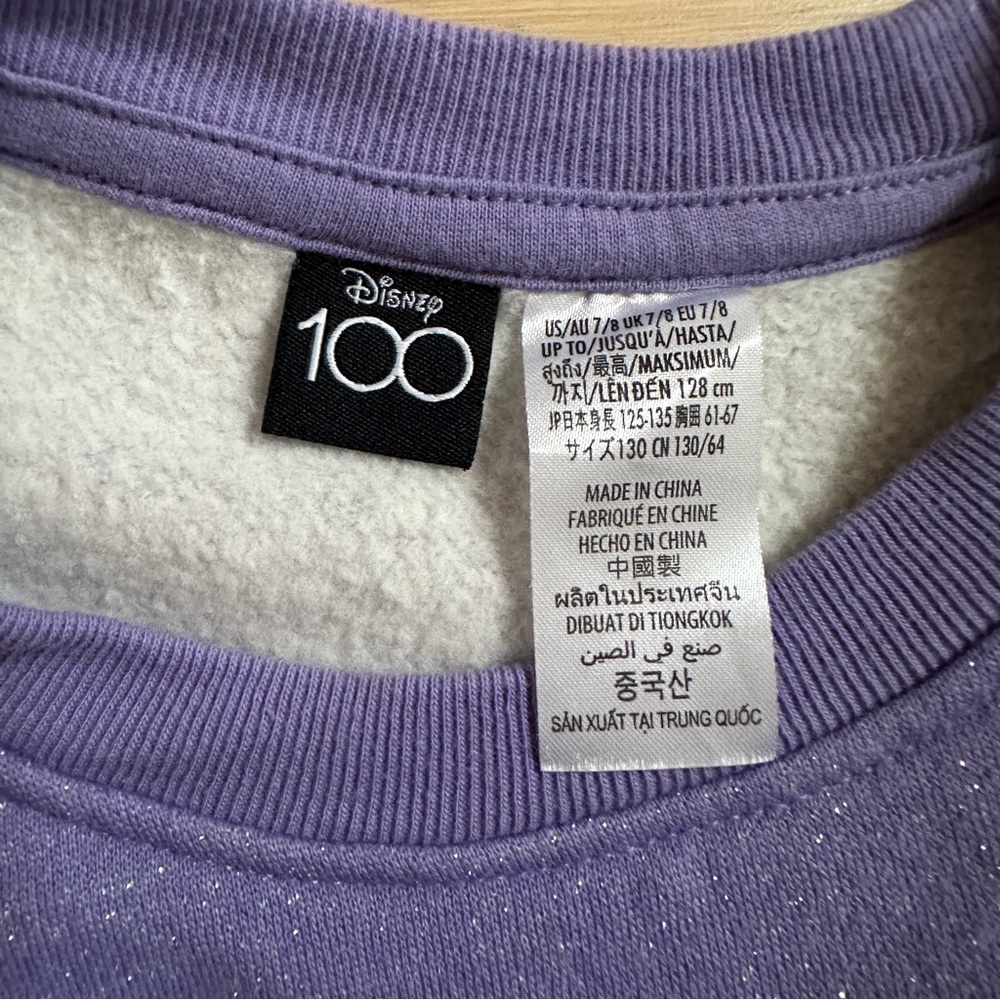 Disney
100
US/AU 7/8 UK 7/8 EU 7/8
UP TO/JUSQU'À/HASTA/
สูงถึง/最高/MAKSIMUM/
까지/LÊN ĐẾN 128 cm
JP日本身長 125-135 胸囲 61-67
サイズ130 CN 130/64
MADE IN CHINA
FABRIQUÉ EN CHINE
HECHO EN CHINA
中國製
ผลิตในประเทศจีน
DIBUAT DI TIONGKOK
صنع في الصين
중국산
SẢN XUẤT TẠI TRUNG QUỐC